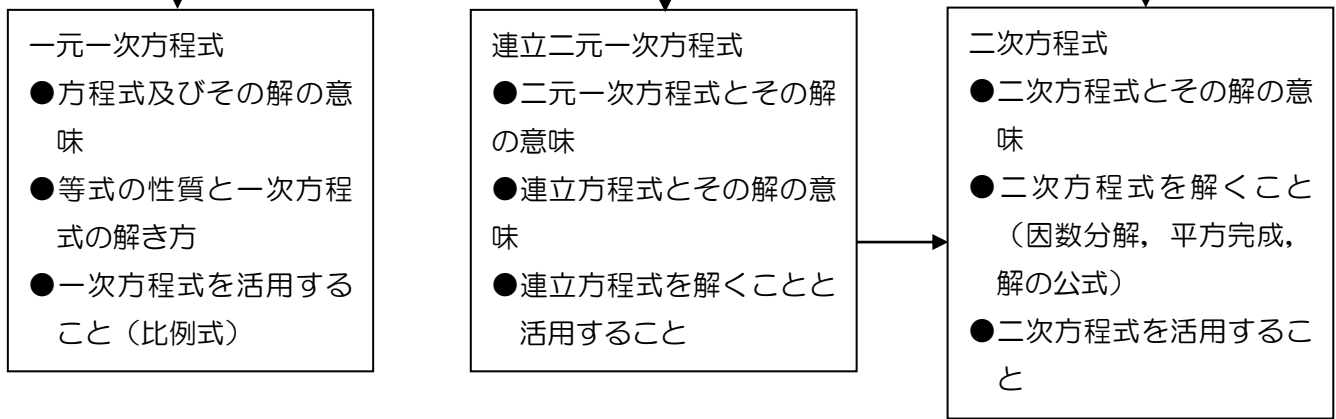 一元一次方程式
●方程式及びその解の意
味
●等式の性質と一次方程
式の解き方
●一次方程式を活用する
こと（比例式）
連立二元一次方程式
●二元一次方程式とその解
の意味
●連立方程式とその解の意
味
●連立方程式を解くことと
活用すること
二次方程式
●二次方程式とその解の意
味
●二次方程式を解くこと
（因数分解，平方完成，
解の公式）
●二次方程式を活用するこ
と